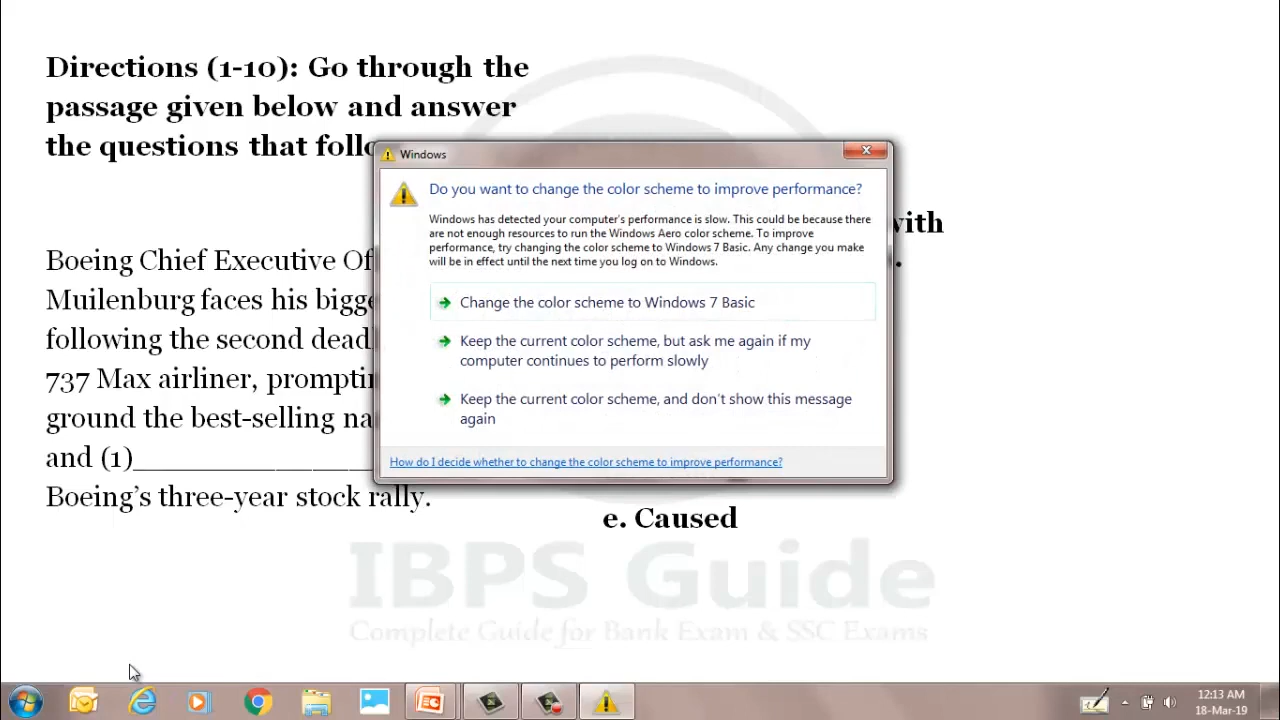 Directions (1-10): Go through the
passage given below and answer
the questions that
Boeing Chief Executive
Muilenburg faces his
following the second
737 Max airliner,
ground the best-selling
and (1)____________________
Boeing's three-year stock rally.
with
e. Caused
Windows
Do you want to change the color scheme to improve performance?
Windows has detected your computer's performance is slow. This could be because there
are not enough resources to run the Windows Aero color scheme. To improve
performance, try changing the color scheme to Windows 7 Basic. Any change you make
will be in effect until the next time you log on to Windows.
Change the color scheme to Windows 7 Basic
Keep the current color scheme, but ask me again if my
computer continues to perform slowly
Keep the current color scheme, and don't show this message
again
How do I decide whether to change the color scheme to improve performance?
IBPS Guide
Complete Guide for Bank Exam & SSC Exams
12:13 AM
18-Mar-19